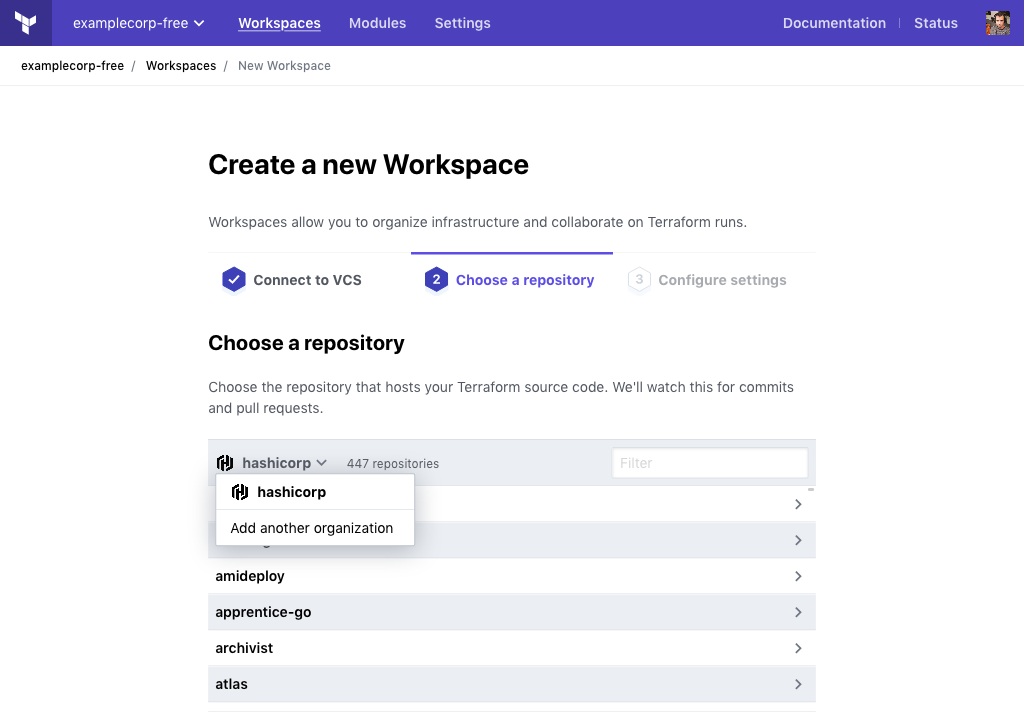 examplecorp-free Workspaces Modules Settings Documentation Status
examplecorp-free / Workspaces / New Workspace
Create a new Workspace
Workspaces allow you to organize infrastructure and collaborate on Terraform runs.
Connect to VCS 2 Choose a repository 3 Configure settings
Choose a repository
Choose the repository that hosts your Terraform source code. We'll watch this for commits
and pull requests.
hashicorp 447 repositories Filter
hashicorp
Add another organization
amideploy
apprentice-go
archivist
atlas